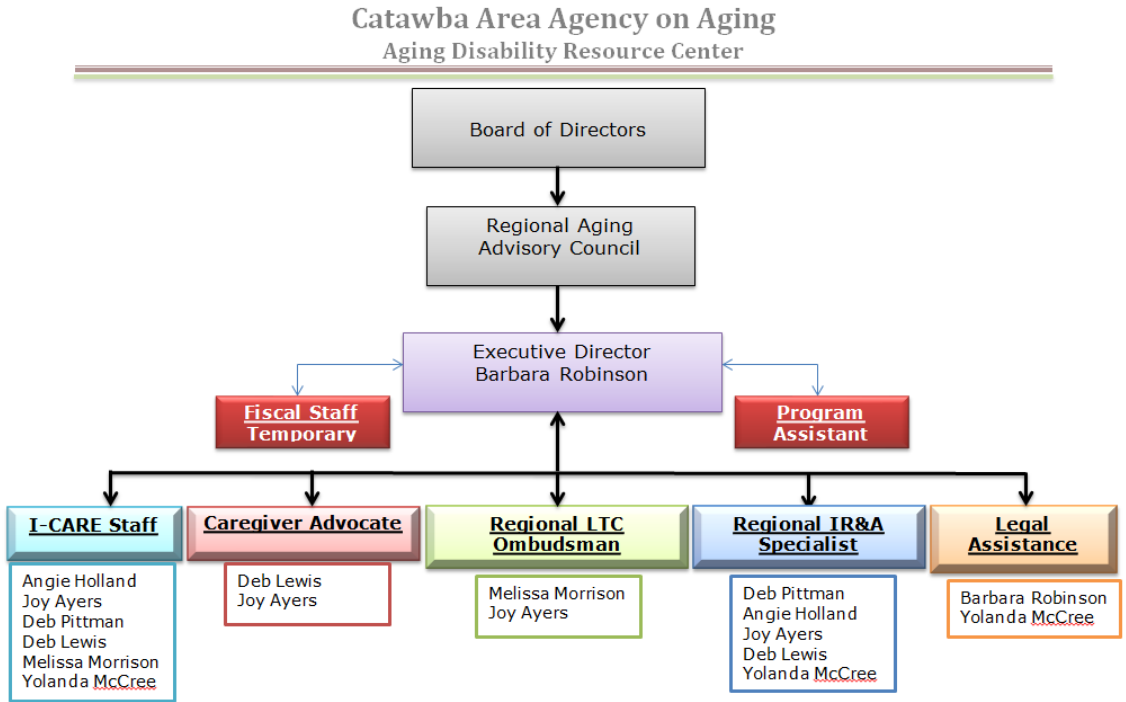 Catawba Area Agency on Aging
Aging Disability Resource Center
Board of Directors
Regional Aging
Advisory Council
Executive Director
Barbara Robinson
Fiscal Staff
Temporary
Program
Assistant
I-CARE Staff
Caregiver Advocate
Regional LTC
Ombudsman
Regional IR&A
Specialist
Legal
Assistance
Angie Holland
Joy Ayers
Deb Pittman
Deb Lewis
Melissa Morrison
Yolanda McCree
Deb Lewis
Joy Ayers
Melissa Morrison
Joy Ayers
Deb Pittman
Angie Holland
Joy Ayers
Deb Lewis
Yolanda McCree
Barbara Robinson
Yolanda McCree